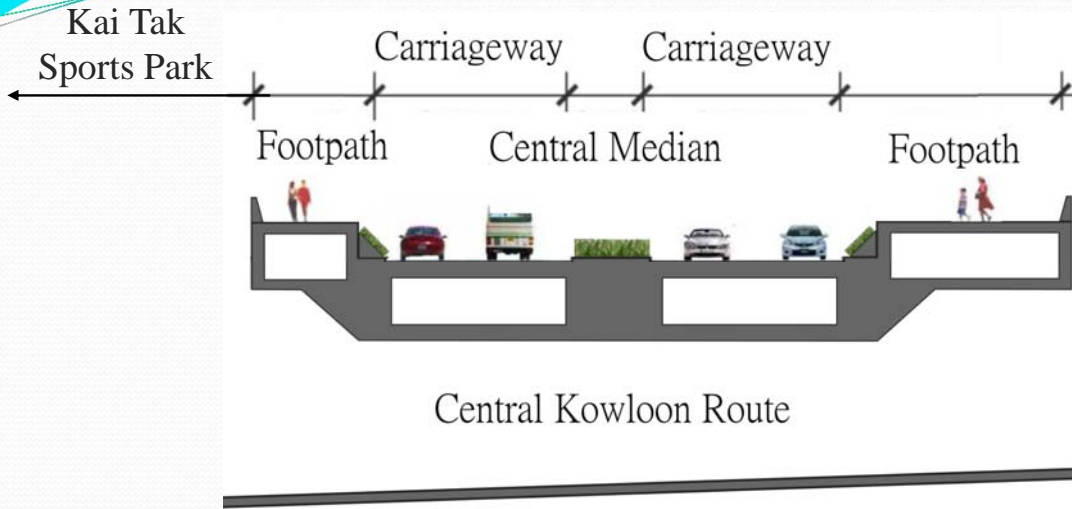 Kai Tak
Sports Park
Carriageway Carriageway
Footpath Central Median Footpath
Central Kowloon Route